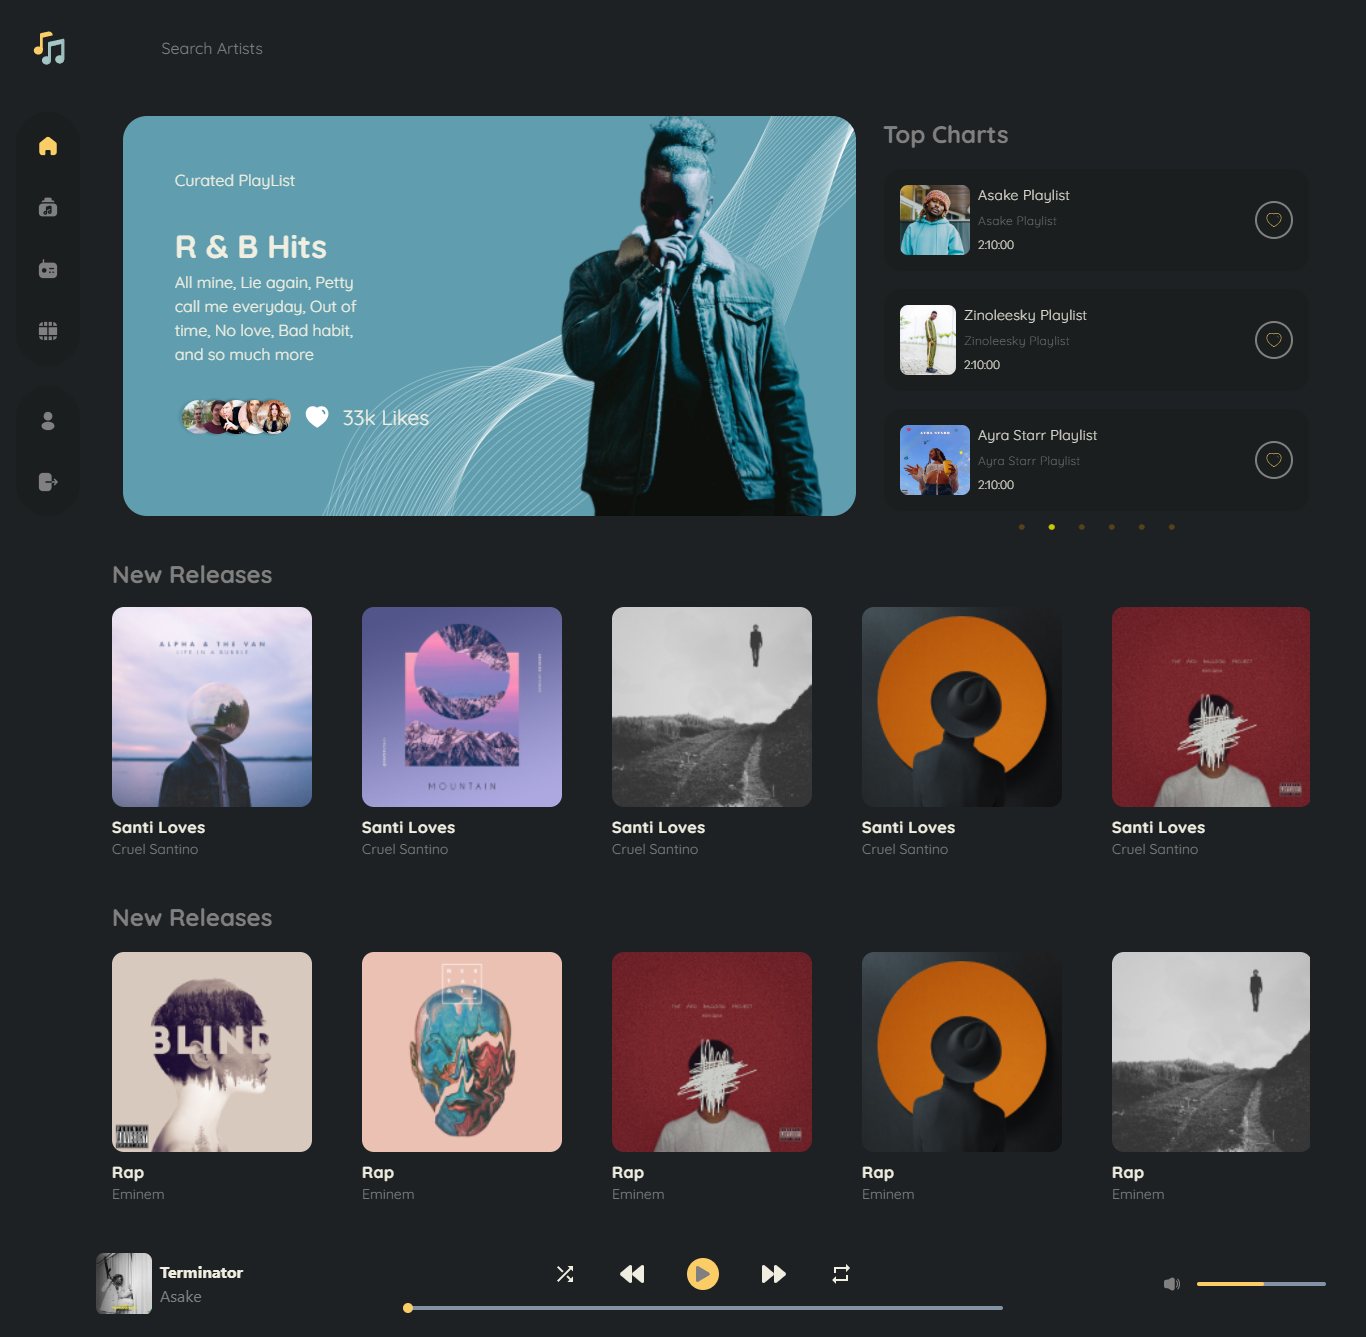 Search Artists
Curated PlayList
R & B Hits
All mine, Lie again, Petty
call me everyday, Out of
time, No love, Bad habit,
and so much more
33k Likes
Top Charts
Asake Playlist
Asake Playlist
2:10:00
Zinoleesky Playlist
Zinoleesky Playlist
2:10:00
Ayra Starr Playlist
Ayra Starr Playlist
2:10:00
New Releases
ALPHA & THE VAN
LIFE IN A BUBBLE
MOUNTAIN
Santi Loves
Cruel Santino
Santi Loves
Cruel Santino
Santi Loves
Cruel Santino
Santi Loves
Cruel Santino
Santi Loves
Cruel Santino
New Releases
BLIND
Rap
Eminem
Rap
Eminem
Rap
Eminem
Rap
Eminem
Rap
Eminem
Terminator
Asake